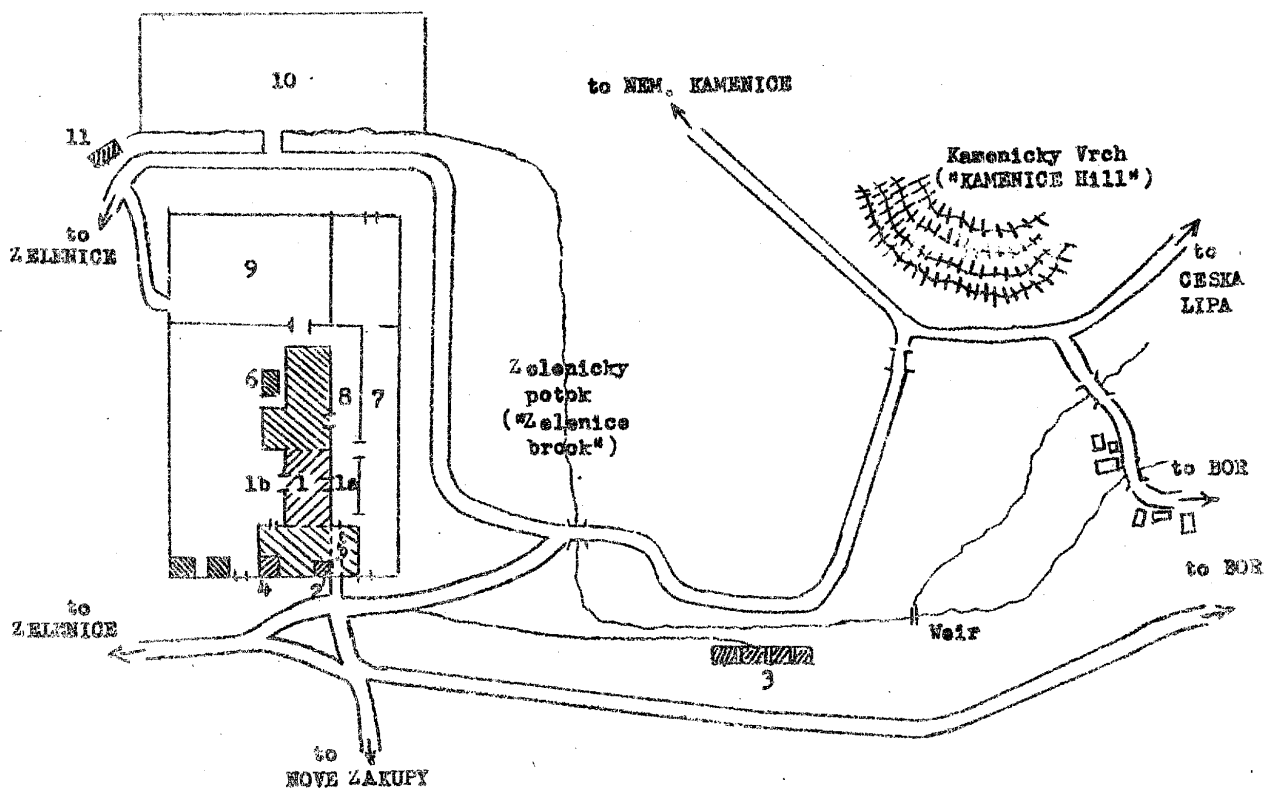 10
to NEM. KAMENICE
11
Kamenicky Vrch
("KAMENICE Hill")
to
ZELENICE
to
CESKA
LIPA
9
Zelenicky
potok
("Zelenice
brook")
6
8
7
1b
1
1a
to BOR
5
4
2
to BOR
to
ZELENICE
Weir
3
to
NOVE ZAKUPY